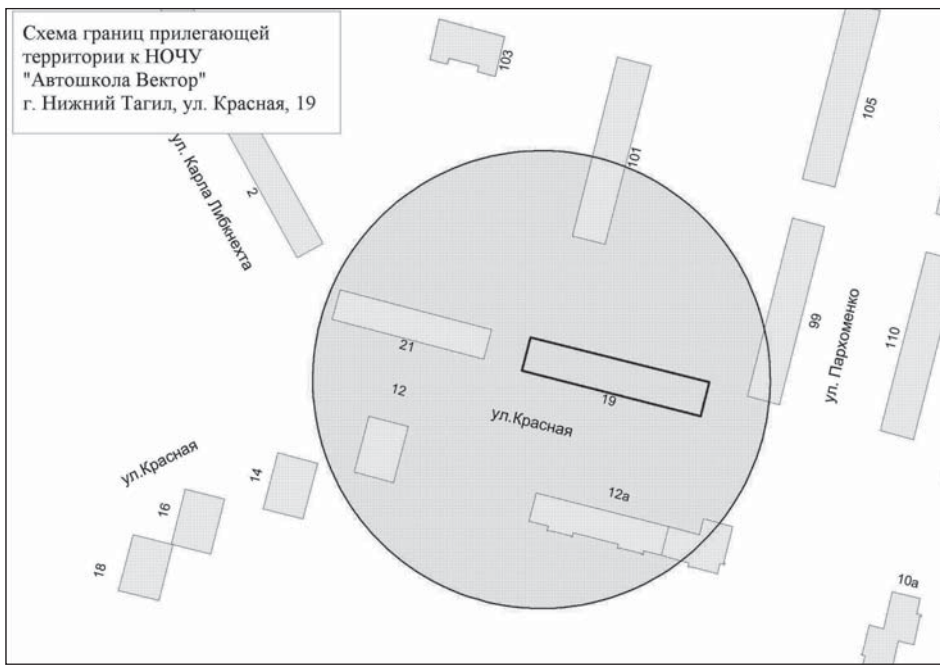 Схема границ прилегающей
территории к НОЧУ
"Автошкола Вектор"
г. Нижний Тагил, ул. Красная, 19
103
105
101
ул. Карла Либкнехта
2
99
ул. Пархоменко
110
21
12
19
ул.Красная
ул.Красная
14
12а
16
18
10а